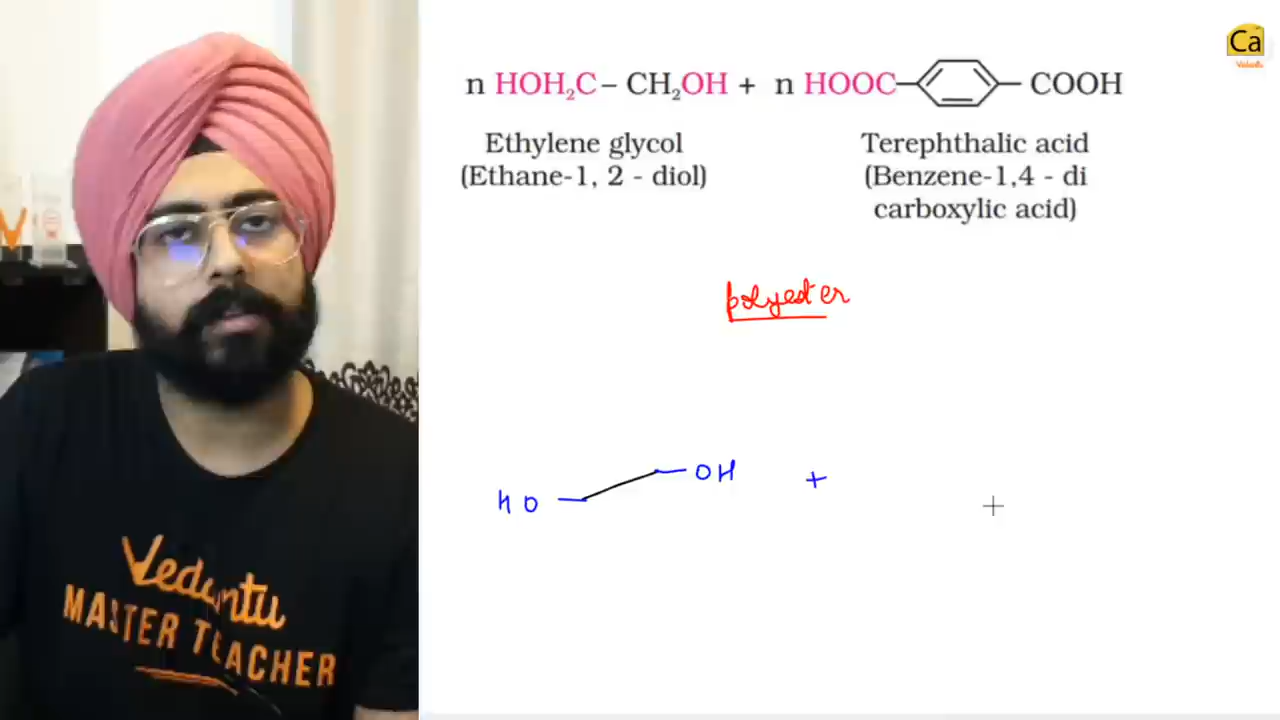 Ca
Vedantu
n HOH₂C – CH₂OH + n HOOC COOH
Ethylene glycol
(Ethane-1, 2 - diol)
Terephthalic acid
(Benzene-1,4 - di
carboxylic acid)
polyester
HO OH +
Vedantu
MASTER TEACHER